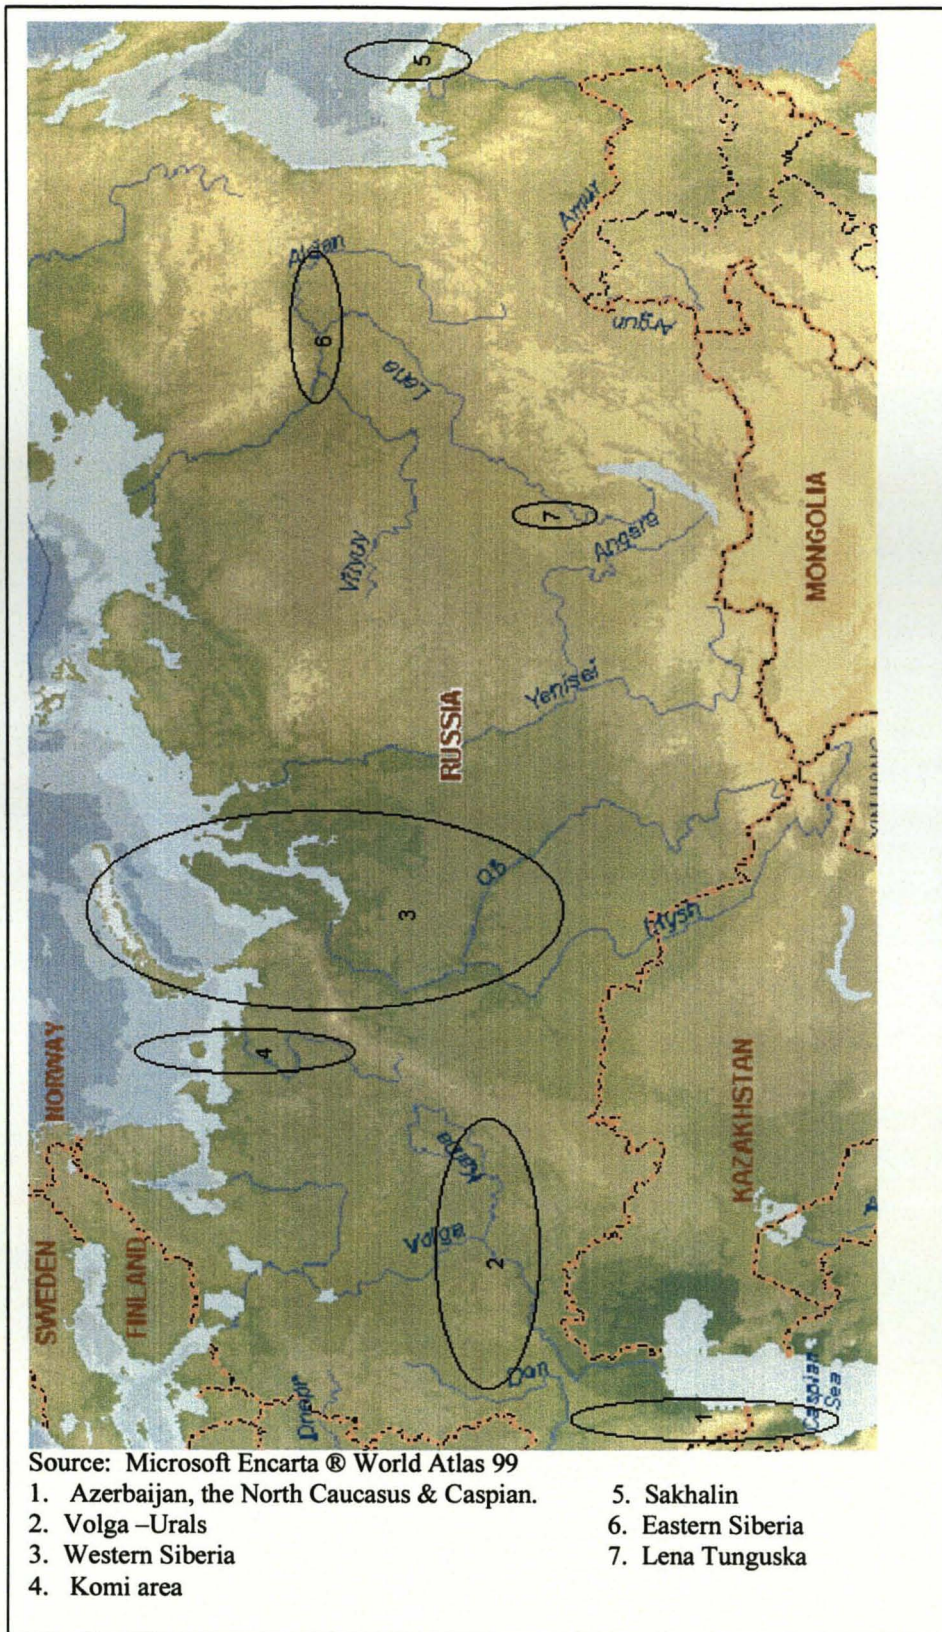 SWEDEN
NORWAY
FINLAND
RUSSIA
KAZAKHSTAN
MONGOLIA
Dnepr
Don
Volga
Kama
Caspian
Sea
Ob
Yenisei
Angara
Lena
Aldan
Argun
Amur
1
2
3
4
5
6
7
Source: Microsoft Encarta ® World Atlas 99
1. Azerbaijan, the North Caucasus & Caspian.
2. Volga –Urals
3. Western Siberia
4. Komi area
5. Sakhalin
6. Eastern Siberia
7. Lena Tunguska